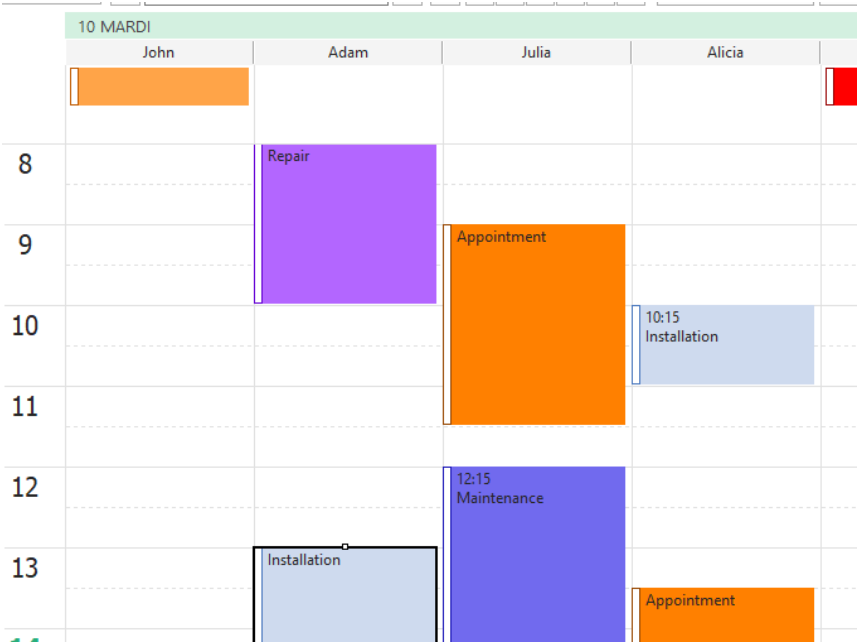 10 MARDI
John Adam Julia Alicia
8
Repair
9
Appointment
10
10:15
Installation
11
12
12:15
Maintenance
13
Installation
Appointment